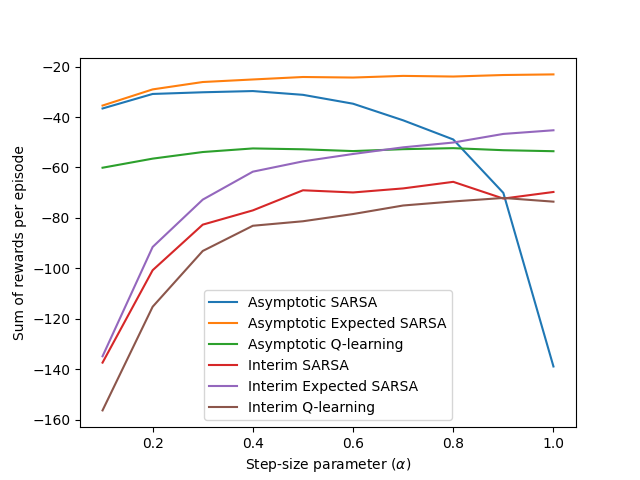 −20
−40
−60
−80
−100
−120
−140
−160
Sum of rewards per episode
Asymptotic SARSA
Asymptotic Expected SARSA
Asymptotic Q-learning
Interim SARSA
Interim Expected SARSA
Interim Q-learning
0.2 0.4 0.6 0.8 1.0
Step-size parameter (α)